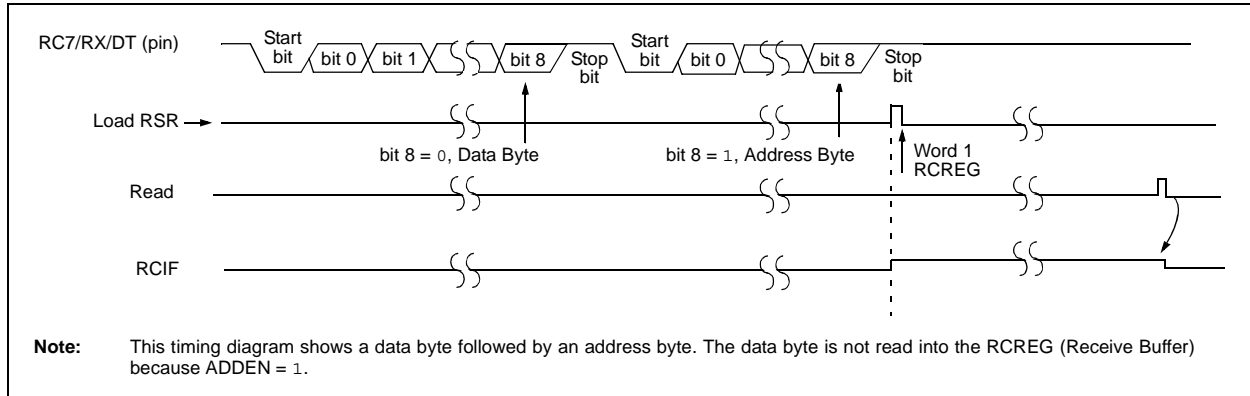 RC7/RX/DT (pin)
Start
bit
bit 0
bit 1
bit 8
Stop
bit
Start
bit
bit 0
bit 8
Stop
bit
Load RSR
bit 8 = 0, Data Byte
bit 8 = 1, Address Byte
Word 1
RCREG
Read
RCIF
Note: This timing diagram shows a data byte followed by an address byte. The data byte is not read into the RCREG (Receive Buffer)
because ADDEN = 1.